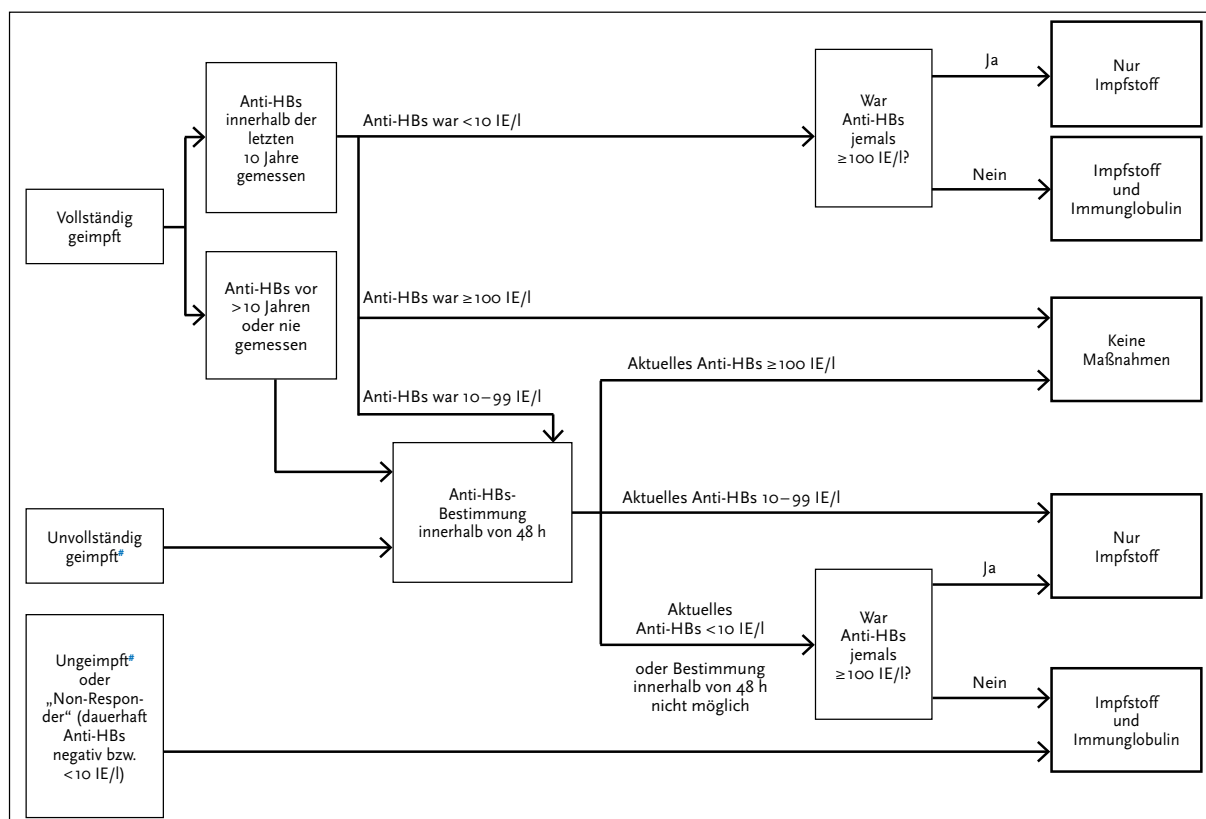 Anti-HBs
innerhalb der
letzten
10 Jahre
gemessen
Anti-HBs war <10 IE/l
War
Anti-HBs
jemals
≥100 IE/l?
Ja
Nur
Impfstoff
Nein
Impfstoff
und
Immunglobulin
Vollständig
geimpft
Anti-HBs vor
>10 Jahren
oder nie
gemessen
Anti-HBs war ≥100 IE/l
Keine
Maßnahmen
Aktuelles Anti-HBs ≥100 IE/l
Anti-HBs war 10–99 IE/l
Anti-HBs-
Bestimmung
innerhalb von 48 h
Aktuelles Anti-HBs 10–99 IE/l
Nur
Impfstoff
Unvollständig
geimpft#
Aktuelles
Anti-HBs <10 IE/l
oder Bestimmung
innerhalb von 48 h
nicht möglich
War
Anti-HBs
jemals
≥100 IE/l?
Ja
Nein
Impfstoff
und
Immunglobulin
Ungeimpft#
oder
„Non-Respon-
der“ (dauerhaft
Anti-HBs
negativ bzw.
<10 IE/l)